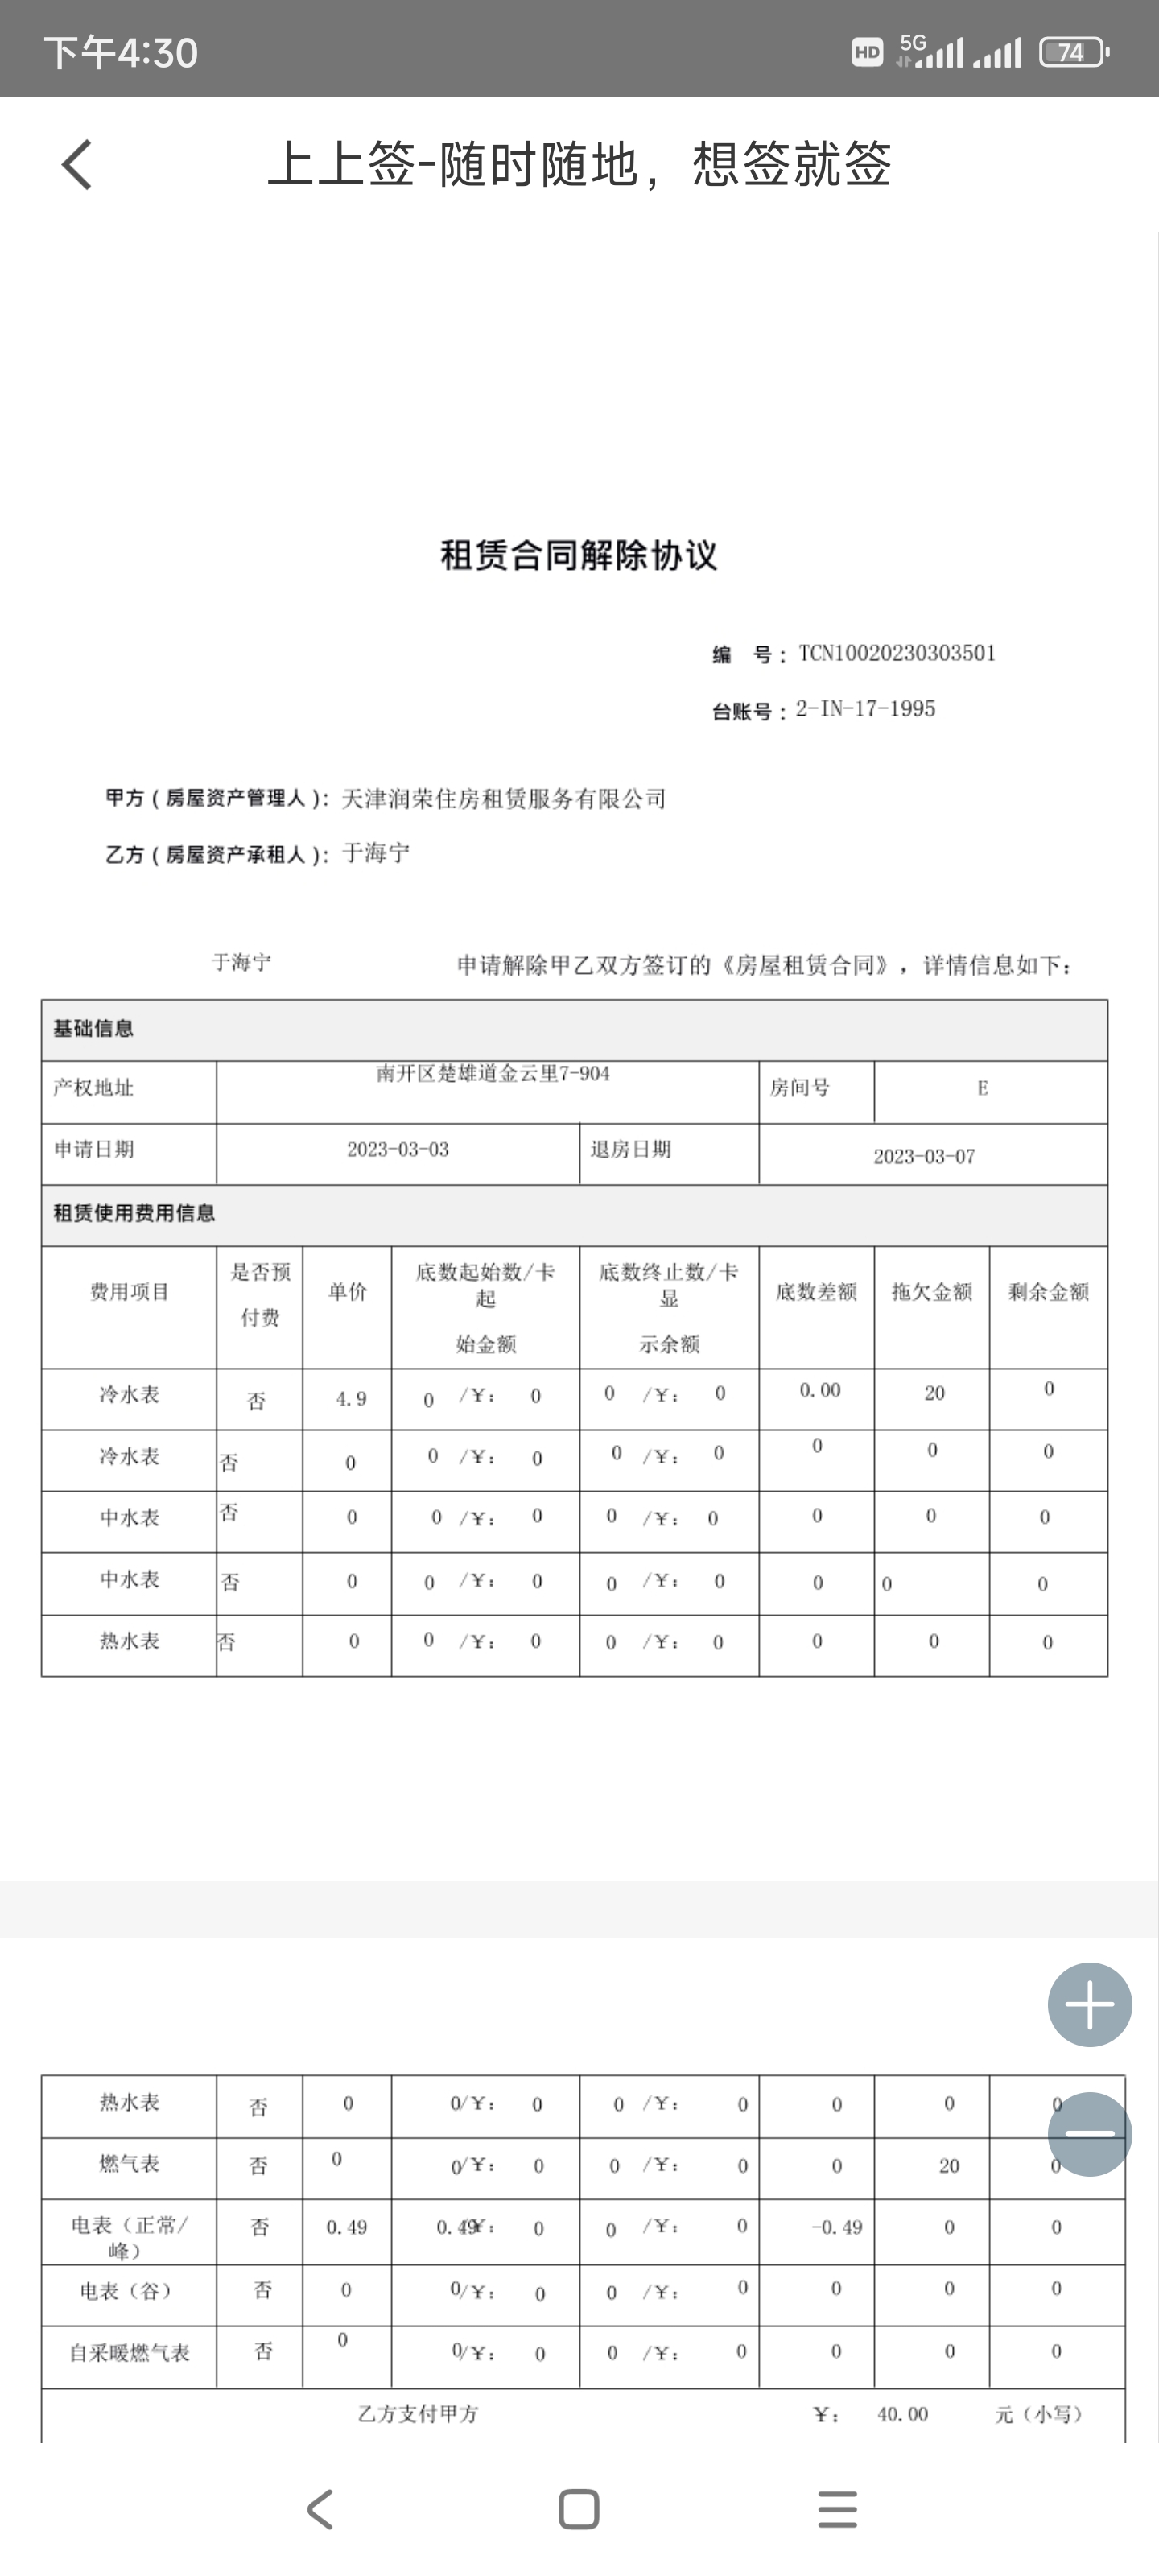 下午4:30
HD 5G 74
上上签-随时随地，想签就签
租赁合同解除协议
编 号： TCN10020230303501
台账号： 2-IN-17-1995
甲方（房屋资产管理人）： 天津润荣住房租赁服务有限公司
乙方（房屋资产承租人）： 于海宁
于海宁 申请解除甲乙双方签订的《房屋租赁合同》，详情信息如下：
基础信息
产权地址 南开区楚雄道金云里7-904 房间号 E
申请日期 2023-03-03 退房日期 2023-03-07
租赁使用费用信息
费用项目 是否预付费 单价 底数起始数/卡起始金额 底数终止数/卡显示余额 底数差额 拖欠金额 剩余金额
冷水表 否 4.9 0 /￥： 0 0 /￥： 0 0.00 20 0
冷水表 否 0 0 /￥： 0 0 /￥： 0 0 0 0
中水表 否 0 0 /￥： 0 0 /￥： 0 0 0 0
中水表 否 0 0 /￥： 0 0 /￥： 0 0 0 0
热水表 否 0 0 /￥： 0 0 /￥： 0 0 0 0
热水表 否 0 0/￥： 0 0 /￥： 0 0 0 0
燃气表 否 0 0/￥： 0 0 /￥： 0 0 20 0
电表（正常/峰） 否 0.49 0.49￥： 0 0 /￥： 0 -0.49 0 0
电表（谷） 否 0 0/￥： 0 0 /￥： 0 0 0 0
自采暖燃气表 否 0 0/￥： 0 0 /￥： 0 0 0 0
乙方支付甲方 ￥： 40.00 元（小写）